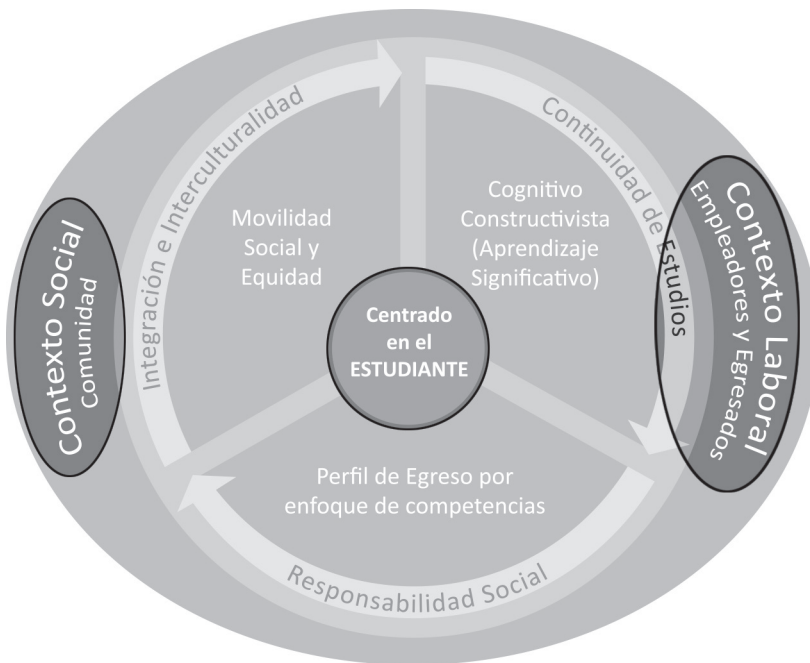 Integración e Interculturalidad
Continuidad de Estudios
Movilidad
Social y
Equidad
Cognitivo
Constructivista
(Aprendizaje
Significativo)
Contexto Social
Comunidad
Centrado
en el
ESTUDIANTE
Contexto Laboral
Empleadores y Egresados
Perfil de Egreso por
enfoque de competencias
Responsabilidad Social